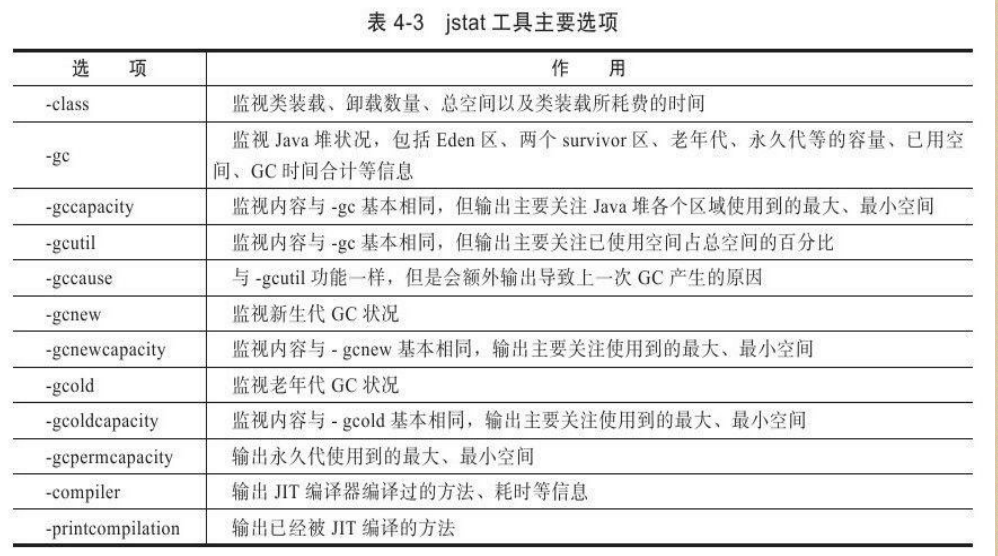 表 4-3 jstat 工具主要选项
选 项 作 用
-class 监视类装载、卸载数量、总空间以及类装载所耗费的时间
-gc 监视 Java 堆状况，包括 Eden 区、两个 survivor 区、老年代、永久代等的容量、已用空
间、GC 时间合计等信息
-gccapacity 监视内容与 -gc 基本相同，但输出主要关注 Java 堆各个区域使用到的最大、最小空间
-gcutil 监视内容与 -gc 基本相同，但输出主要关注已使用空间占总空间的百分比
-gccause 与 -gcutil 功能一样，但是会额外输出导致上一次 GC 产生的原因
-gcnew 监视新生代 GC 状况
-gcnewcapacity 监视内容与 - gcnew 基本相同，输出主要关注使用到的最大、最小空间
-gcold 监视老年代 GC 状况
-gcoldcapacity 监视内容与 - gcold 基本相同，输出主要关注使用到的最大、最小空间
-gcpermcapacity 输出永久代使用到的最大、最小空间
-compiler 输出 JIT 编译器编译过的方法、耗时等信息
-printcompilation 输出已经被 JIT 编译的方法